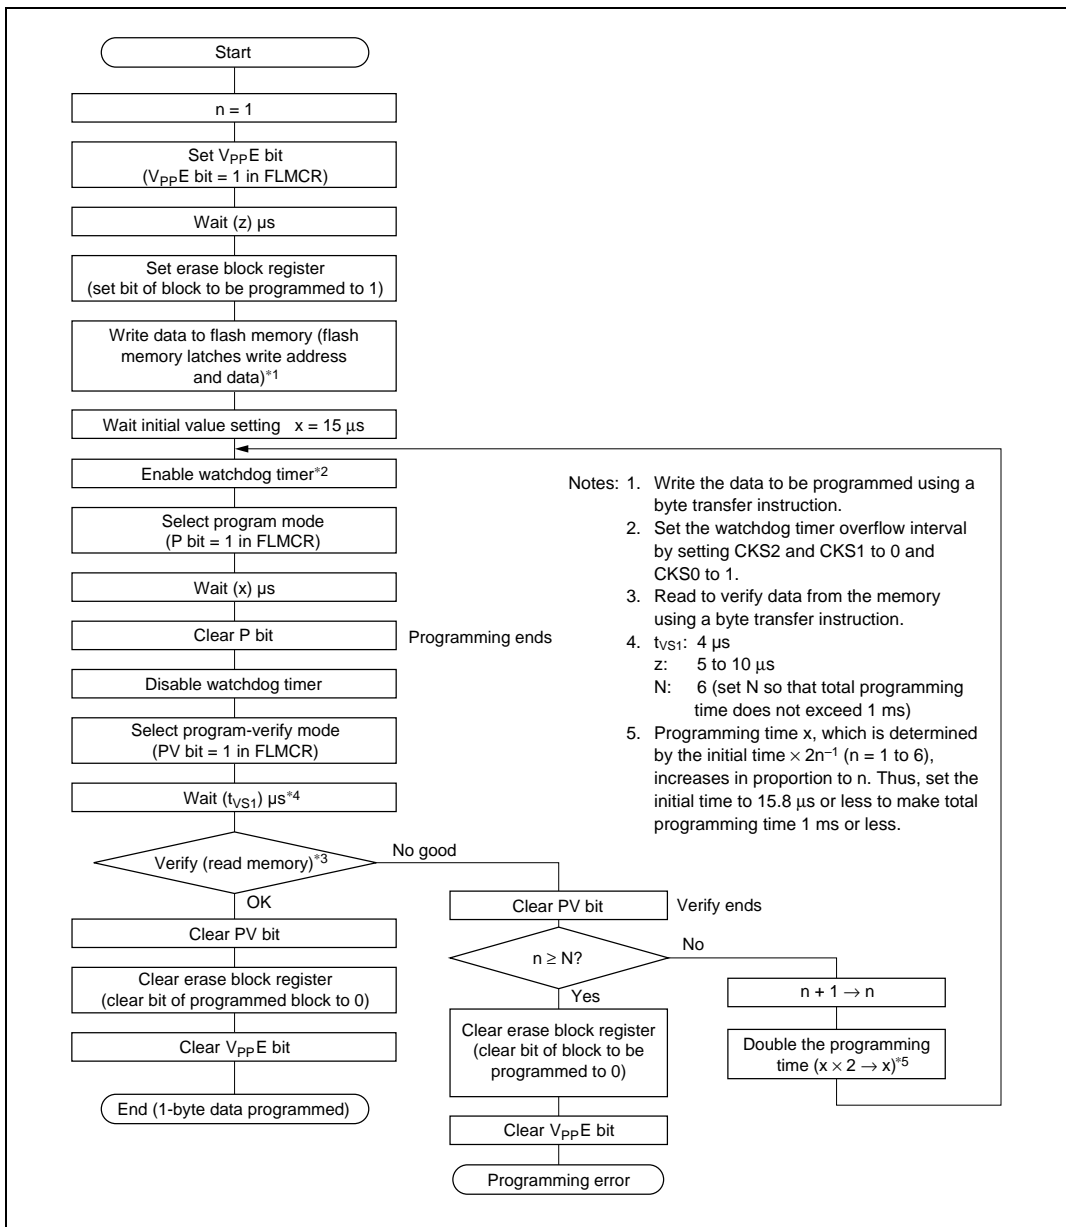 Start
n = 1
Set VPPE bit
(VPPE bit = 1 in FLMCR)
Wait (z) µs
Set erase block register
(set bit of block to be programmed to 1)
Write data to flash memory (flash
memory latches write address
and data)*1
Wait initial value setting x = 15 µs
Enable watchdog timer*2
Select program mode
(P bit = 1 in FLMCR)
Wait (x) µs
Clear P bit
Programming ends
Disable watchdog timer
Select program-verify mode
(PV bit = 1 in FLMCR)
Wait (tVS1) µs*4
Verify (read memory)*3
No good
OK
Clear PV bit
Clear erase block register
(clear bit of programmed block to 0)
Clear VPPE bit
End (1-byte data programmed)
Clear PV bit
Verify ends
n ≥ N?
No
Yes
Clear erase block register
(clear bit of block to be
programmed to 0)
Clear VPPE bit
Programming error
n + 1 → n
Double the programming
time (x × 2 → x)*5
Notes: 1. Write the data to be programmed using a
byte transfer instruction.
2. Set the watchdog timer overflow interval
by setting CKS2 and CKS1 to 0 and
CKS0 to 1.
3. Read to verify data from the memory
using a byte transfer instruction.
4. tVS1: 4 µs
z: 5 to 10 µs
N: 6 (set N so that total programming
time does not exceed 1 ms)
5. Programming time x, which is determined
by the initial time × 2n–1 (n = 1 to 6),
increases in proportion to n. Thus, set the
initial time to 15.8 µs or less to make total
programming time 1 ms or less.